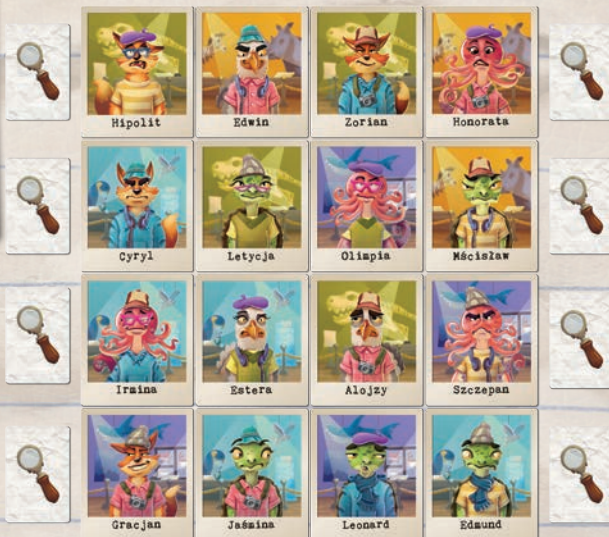 Hipolit
Edwin
Zorian
Honorata
Cyryl
Letycja
Olimpia
Mścisław
Irmina
Estera
Alojzy
Szczepan
Gracjan
Jaśmina
Leonard
Edmund